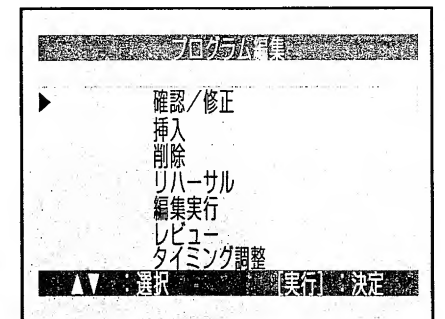 プログラム編集
▶ 確認/修正
挿入
削除
リハーサル
編集実行
レビュー
タイミング調整
▲▼:選択 [実行]:決定